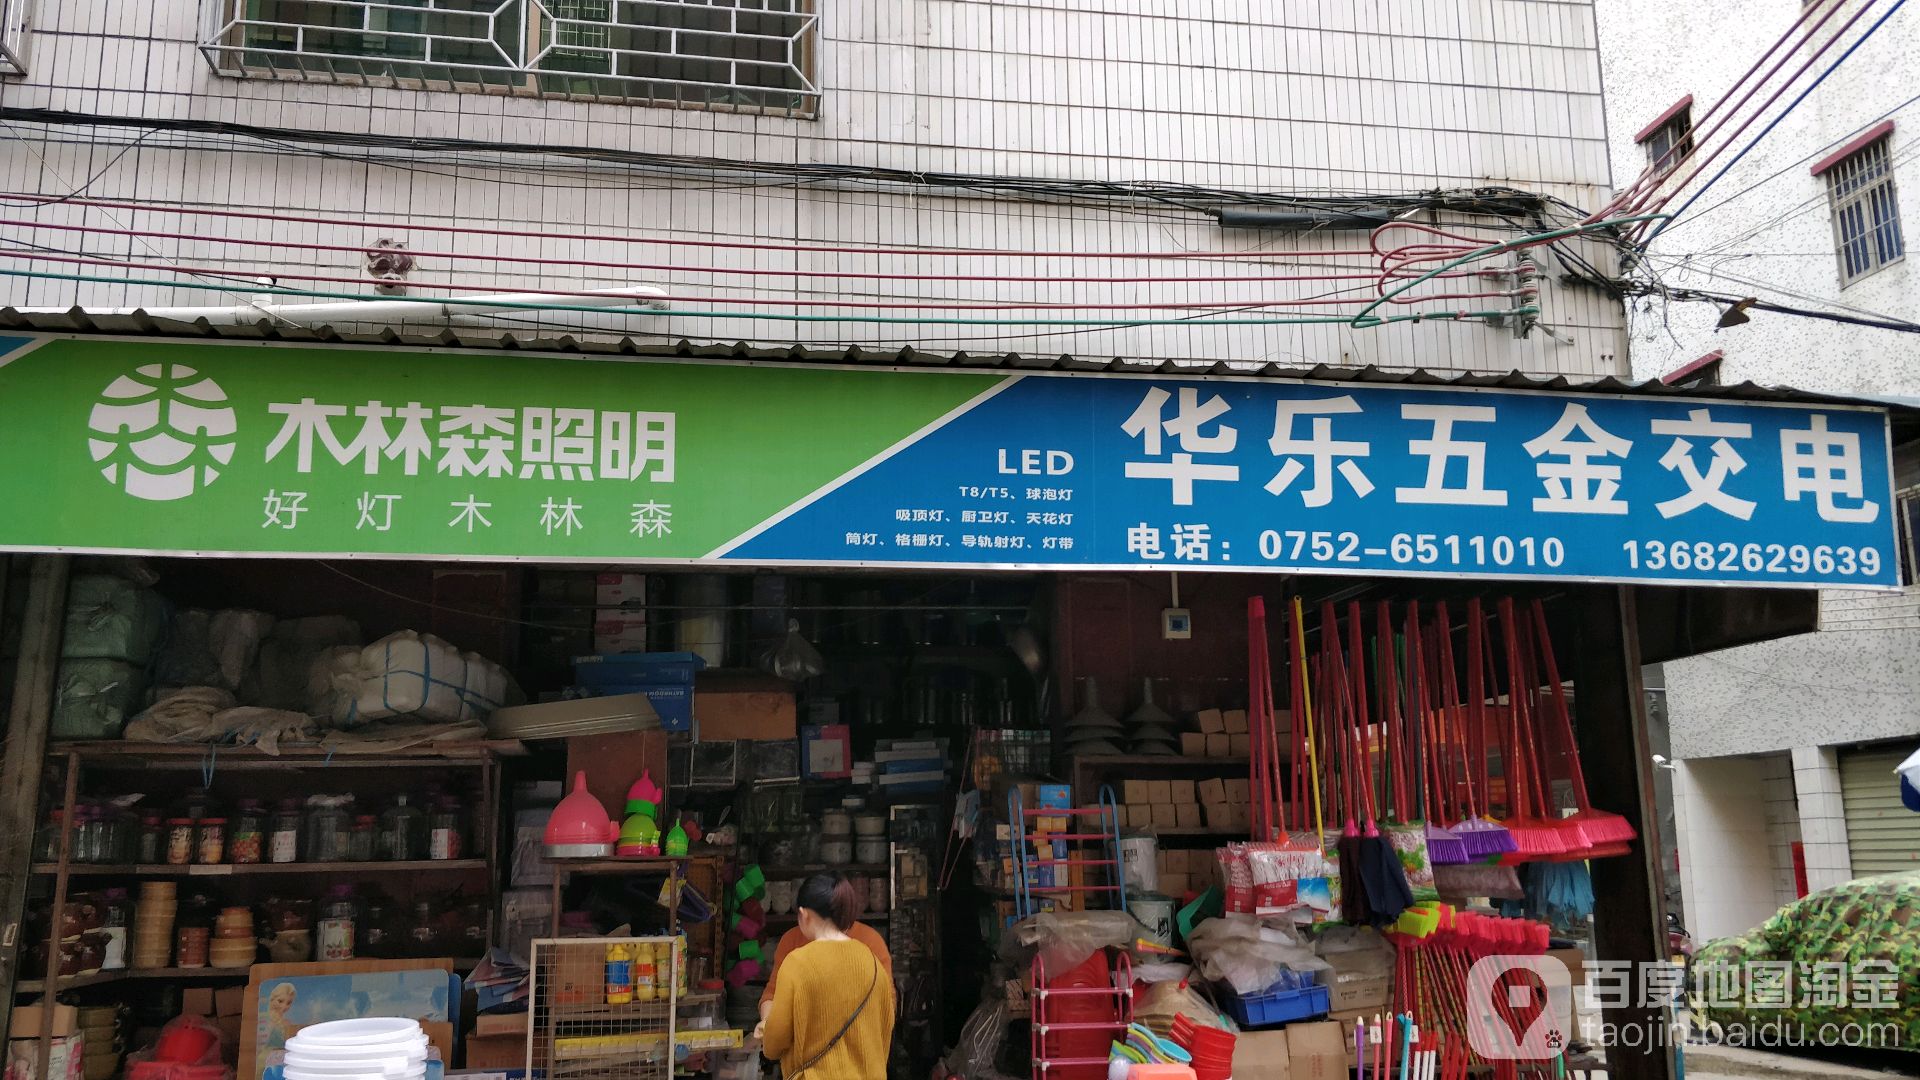 木林森照明
好灯木林森
LED
T8/T5、球泡灯
吸顶灯、厨卫灯、天花灯
筒灯、格栅灯、导轨射灯、灯带
华乐五金交电
电话：0752-6511010 13682629639
百度地图淘金
taojin.baidu.com